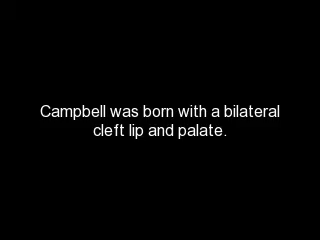 Campbell was born with a bilateral
cleft lip and palate.